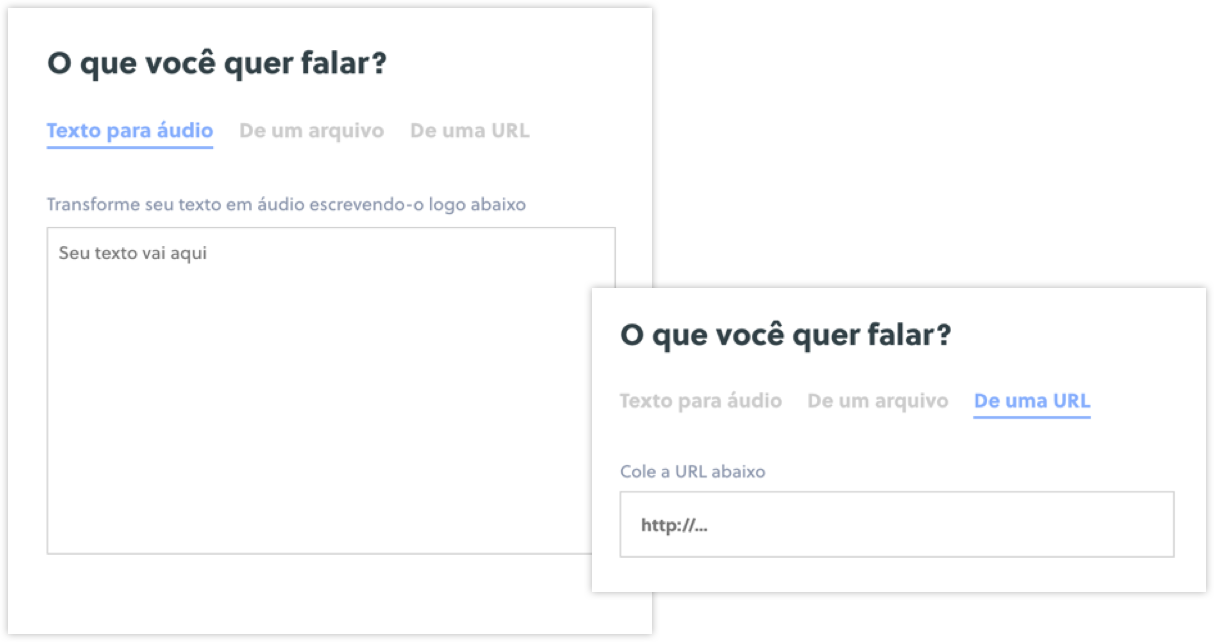 O que você quer falar?
Texto para áudio De um arquivo De uma URL
Transforme seu texto em áudio escrevendo-o logo abaixo
Seu texto vai aqui
O que você quer falar?
Texto para áudio De um arquivo De uma URL
Cole a URL abaixo
http://...